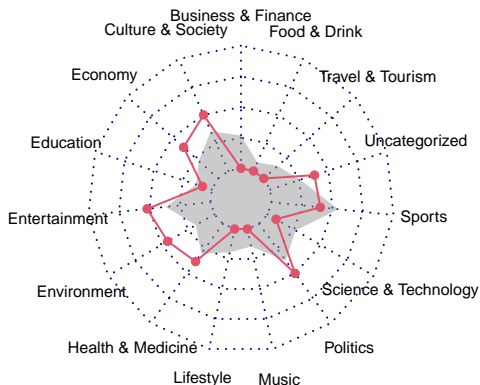 Business & Finance
Culture & Society
Food & Drink
Economy
Travel & Tourism
Education
Uncategorized
Entertainment
Sports
Environment
Science & Technology
Health & Medicine
Politics
Lifestyle
Music